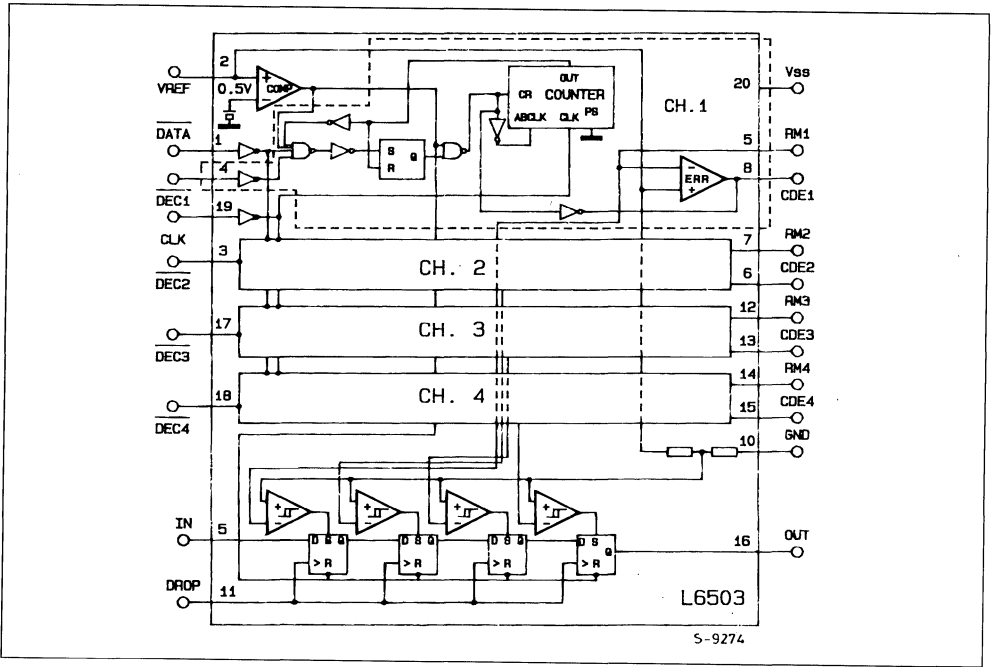 2
VREF
0.5V
+
-
COMP
OUT
COUNTER
CR
ABCLK
CLK
PS
CH.1
20
Vss
DATA
1
4
S
R
Q
5
RM1
-
ERR
+
8
CDE1
DEC1
19
CLK
3
DEC2
CH. 2
7
RM2
6
CDE2
17
DEC3
CH. 3
12
RM3
13
CDE3
18
DEC4
CH. 4
14
RM4
15
CDE4
10
GND
+
-
+
-
+
-
+
-
IN
5
D S Q
> R
D S Q
> R
D S Q
> R
D S
Q
> R
16
OUT
DROP
11
L6503
S-9274